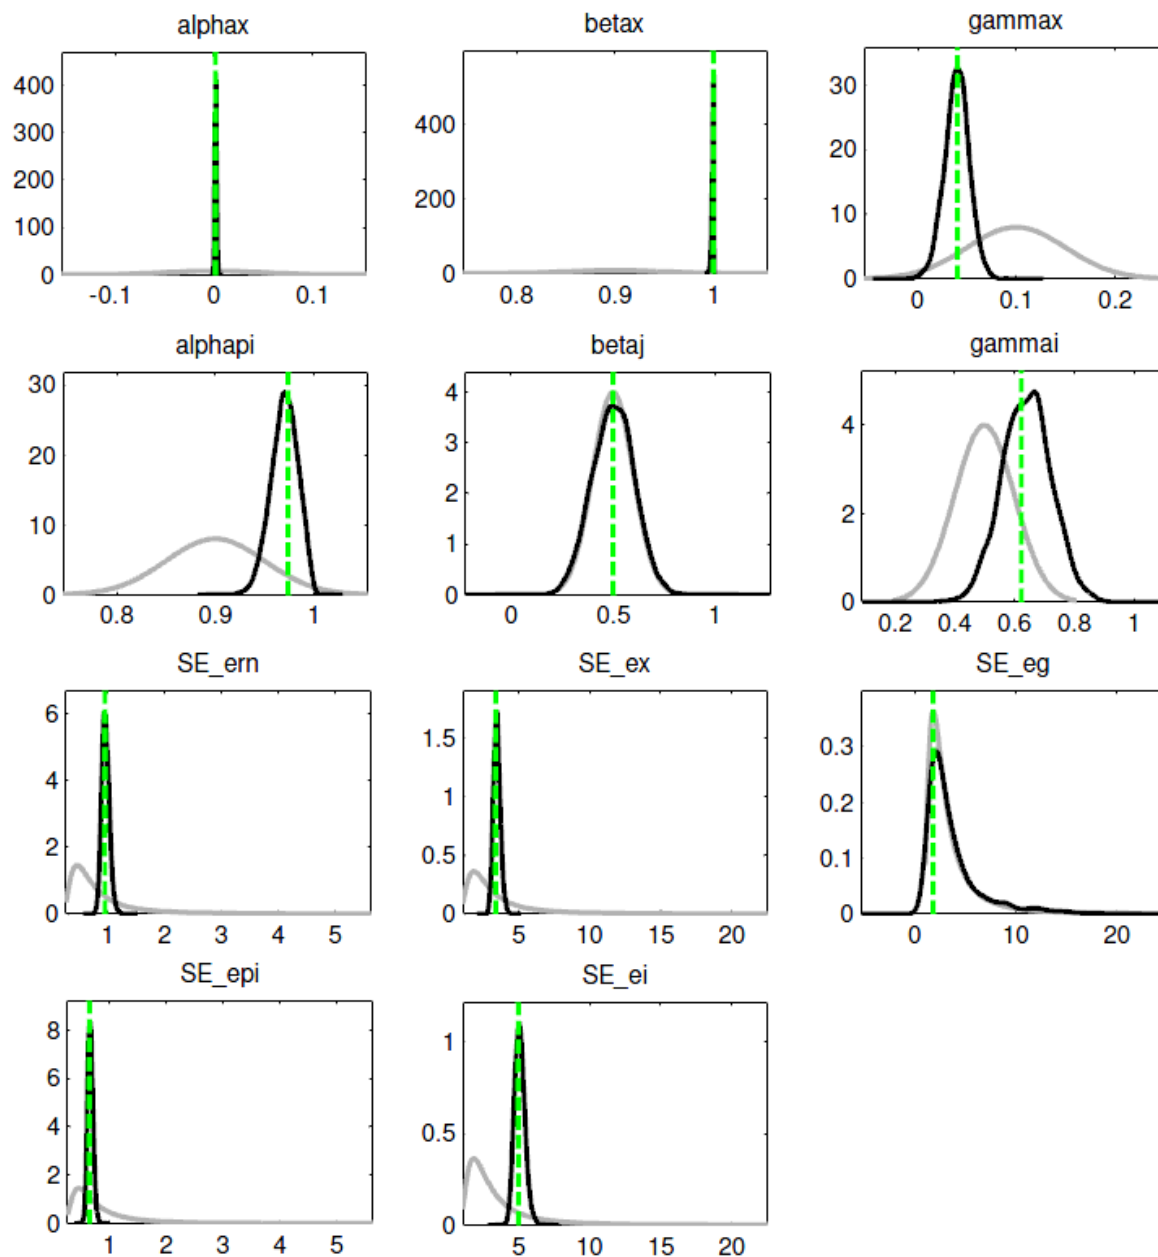 alphax betax gammax
400 300 200 100 0
-0.1 0 0.1
400 200 0
0.8 0.9 1
30 20 10 0
0 0.1 0.2
alphapi betaj gammai
30 20 10 0
0.8 0.9 1
4 3 2 1 0
0 0.5 1
4 2 0
0.2 0.4 0.6 0.8 1
SE_ern SE_ex SE_eg
6 4 2 0
1 2 3 4 5
1.5 1 0.5 0
5 10 15 20
0.3 0.2 0.1 0
0 10 20
SE_epi SE_ei
8 6 4 2 0
1 2 3 4 5
1 0.5 0
5 10 15 20